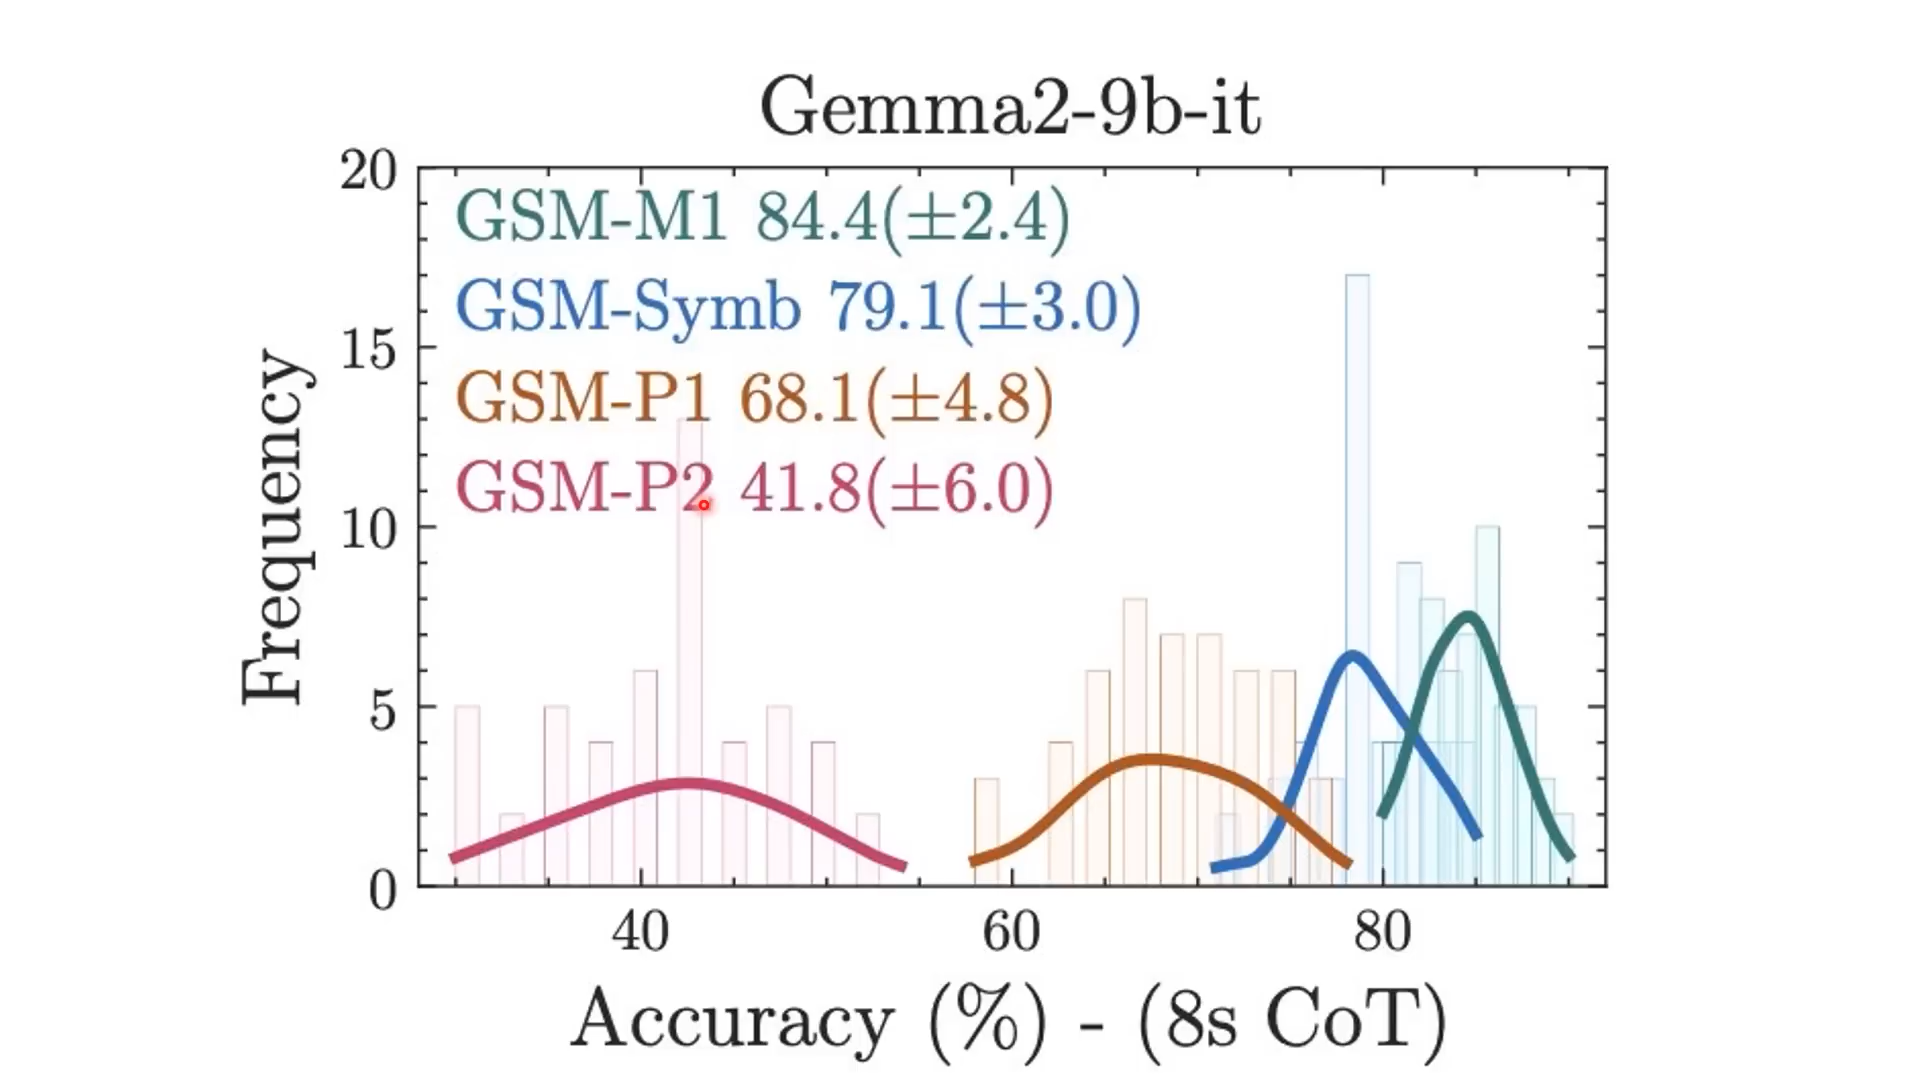 Gemma2-9b-it
20
GSM-M1 84.4(±2.4)
GSM-Symb 79.1(±3.0)
15
GSM-P1 68.1(±4.8)
GSM-P2 41.8(±6.0)
10
5
0
Frequency
40 60 80
Accuracy (%) - (8s CoT)